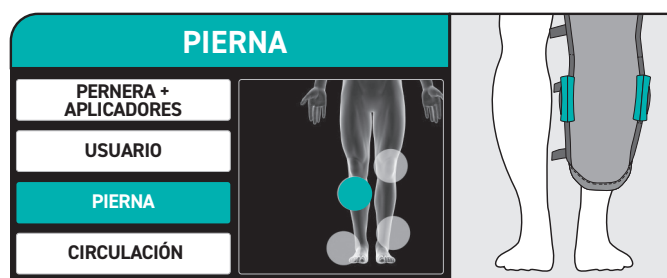 PIERNA
PERNERA +
APLICADORES
USUARIO
PIERNA
CIRCULACIÓN